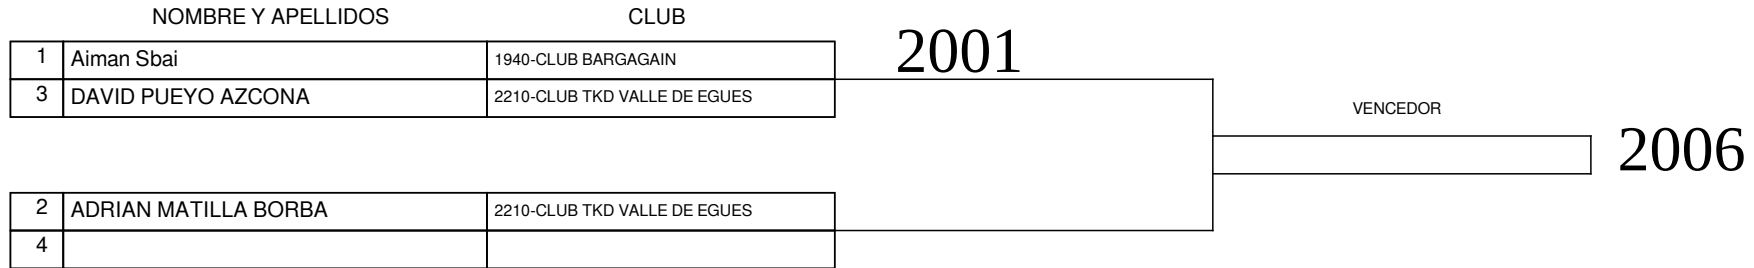 NOMBRE Y APELLIDOS CLUB
1 Aiman Sbai 1940-CLUB BARGAGAIN 2001
3 DAVID PUEYO AZCONA 2210-CLUB TKD VALLE DE EGUES
VENCEDOR
2006
2 ADRIAN MATILLA BORBA 2210-CLUB TKD VALLE DE EGUES
4